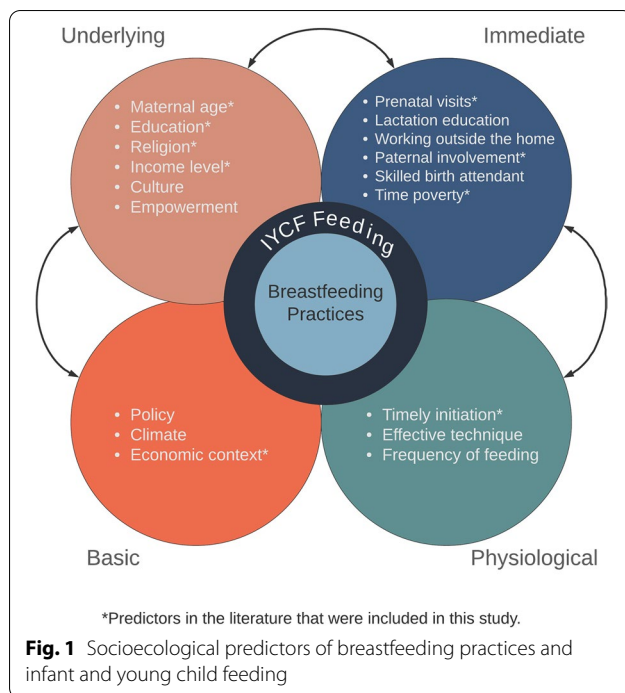 Underlying
Immediate
• Maternal age*
• Education*
• Religion*
• Income level*
• Culture
• Empowerment
• Prenatal visits*
• Lactation education
• Working outside the home
• Paternal involvement*
• Skilled birth attendant
• Time poverty*
IYCF Feeding
Breastfeeding
Practices
• Policy
• Climate
• Economic context*
• Timely initiation*
• Effective technique
• Frequency of feeding
Basic
Physiological
*Predictors in the literature that were included in this study.
Fig. 1 Socioecological predictors of breastfeeding practices and
infant and young child feeding